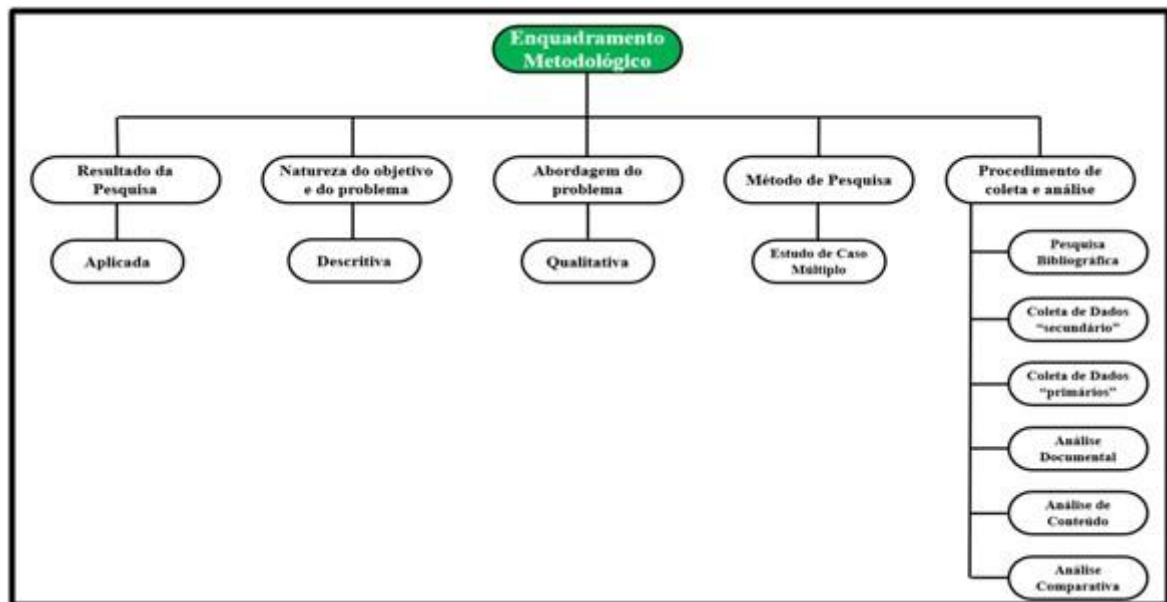 Enquadramento
Metodológico
Resultado da
Pesquisa
Natureza do objetivo
e do problema
Abordagem do
problema
Método de Pesquisa
Procedimento de
coleta e análise
Aplicada
Descritiva
Qualitativa
Estudo de Caso
Múltiplo
Pesquisa
Bibliográfica
Coleta de Dados
“secundário”
Coleta de Dados
“primários”
Análise
Documental
Análise de
Conteúdo
Análise
Comparativa